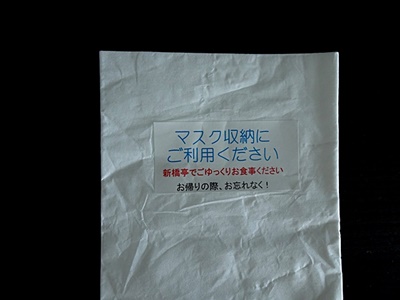 マスク収納に
ご利用ください
新橋亭でごゆっくりお食事ください
お帰りの際、お忘れなく!